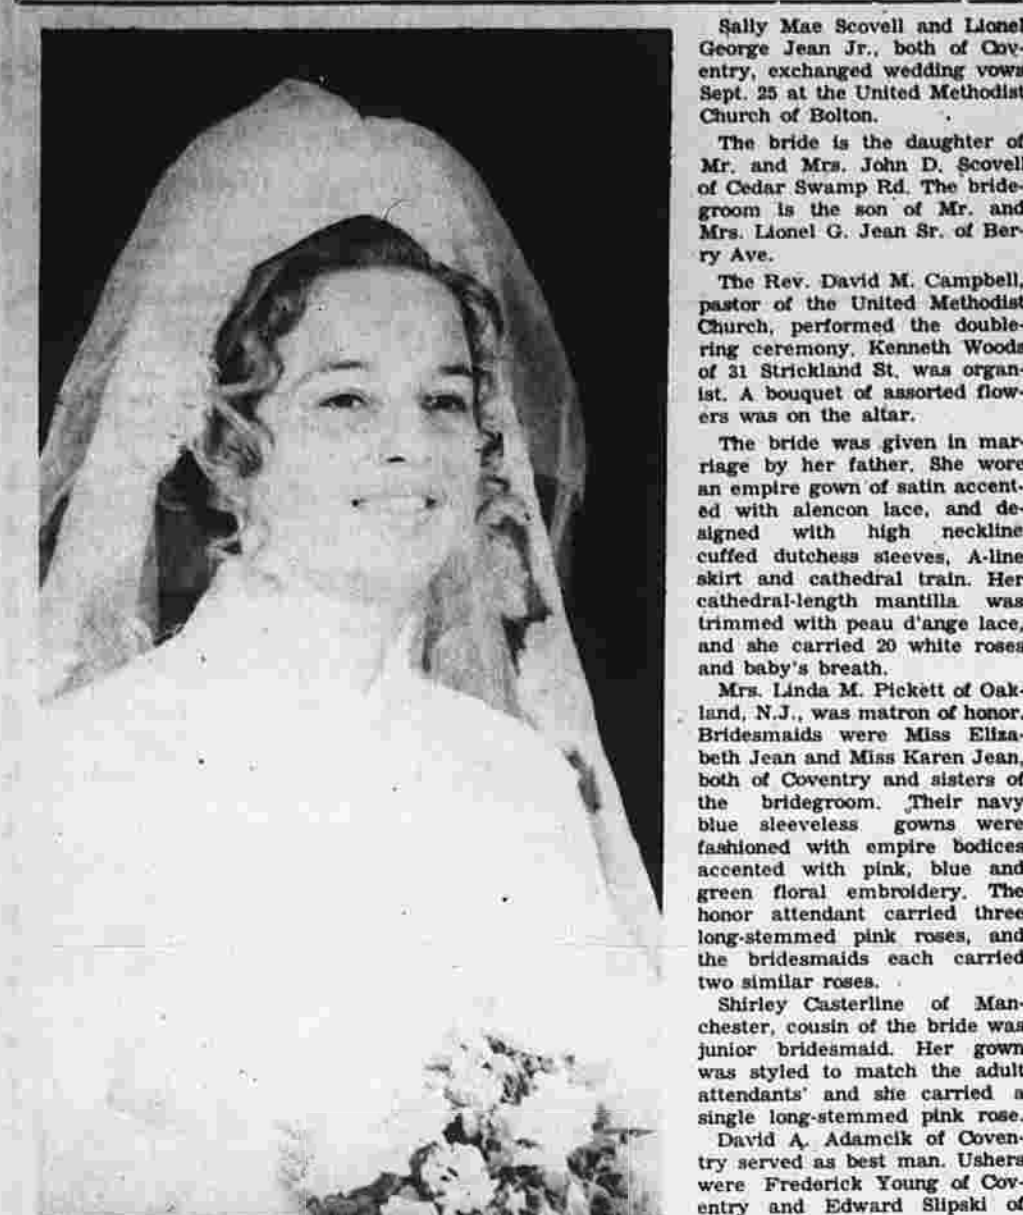 Sally Mae Scovell and Lionel
George Jean Jr., both of Cov-
entry, exchanged wedding vows
Sept. 25 at the United Methodist
Church of Bolton.
The bride is the daughter of
Mr. and Mrs. John D. Scovell
of Cedar Swamp Rd. The bride-
groom is the son of Mr. and
Mrs. Lionel G. Jean Sr. of Ber-
ry Ave.
The Rev. David M. Campbell,
pastor of the United Methodist
Church, performed the double-
ring ceremony. Kenneth Woods
of 31 Strickland St. was organ-
ist. A bouquet of assorted flow-
ers was on the altar.
The bride was given in mar-
riage by her father. She wore
an empire gown of satin accent-
ed with alencon lace, and de-
signed with high neckline
cuffed dutchess sleeves, A-line
skirt and cathedral train. Her
cathedral-length mantilla was
trimmed with peau d'ange lace,
and she carried 20 white roses
and baby's breath.
Mrs. Linda M. Pickett of Oak-
land, N.J., was matron of honor.
Bridesmaids were Miss Eliza-
beth Jean and Miss Karen Jean,
both of Coventry and sisters of
the bridegroom. Their navy
blue sleeveless gowns were
fashioned with empire bodices
accented with pink, blue and
green floral embroidery. The
honor attendant carried three
long-stemmed pink roses, and
the bridesmaids each carried
two similar roses.
Shirley Casterline of Man-
chester, cousin of the bride was
junior bridesmaid. Her gown
was styled to match the adult
attendants' and she carried a
single long-stemmed pink rose.
David A. Adamcik of Coven-
try served as best man. Ushers
were Frederick Young of Cov-
entry and Edward Slipski of